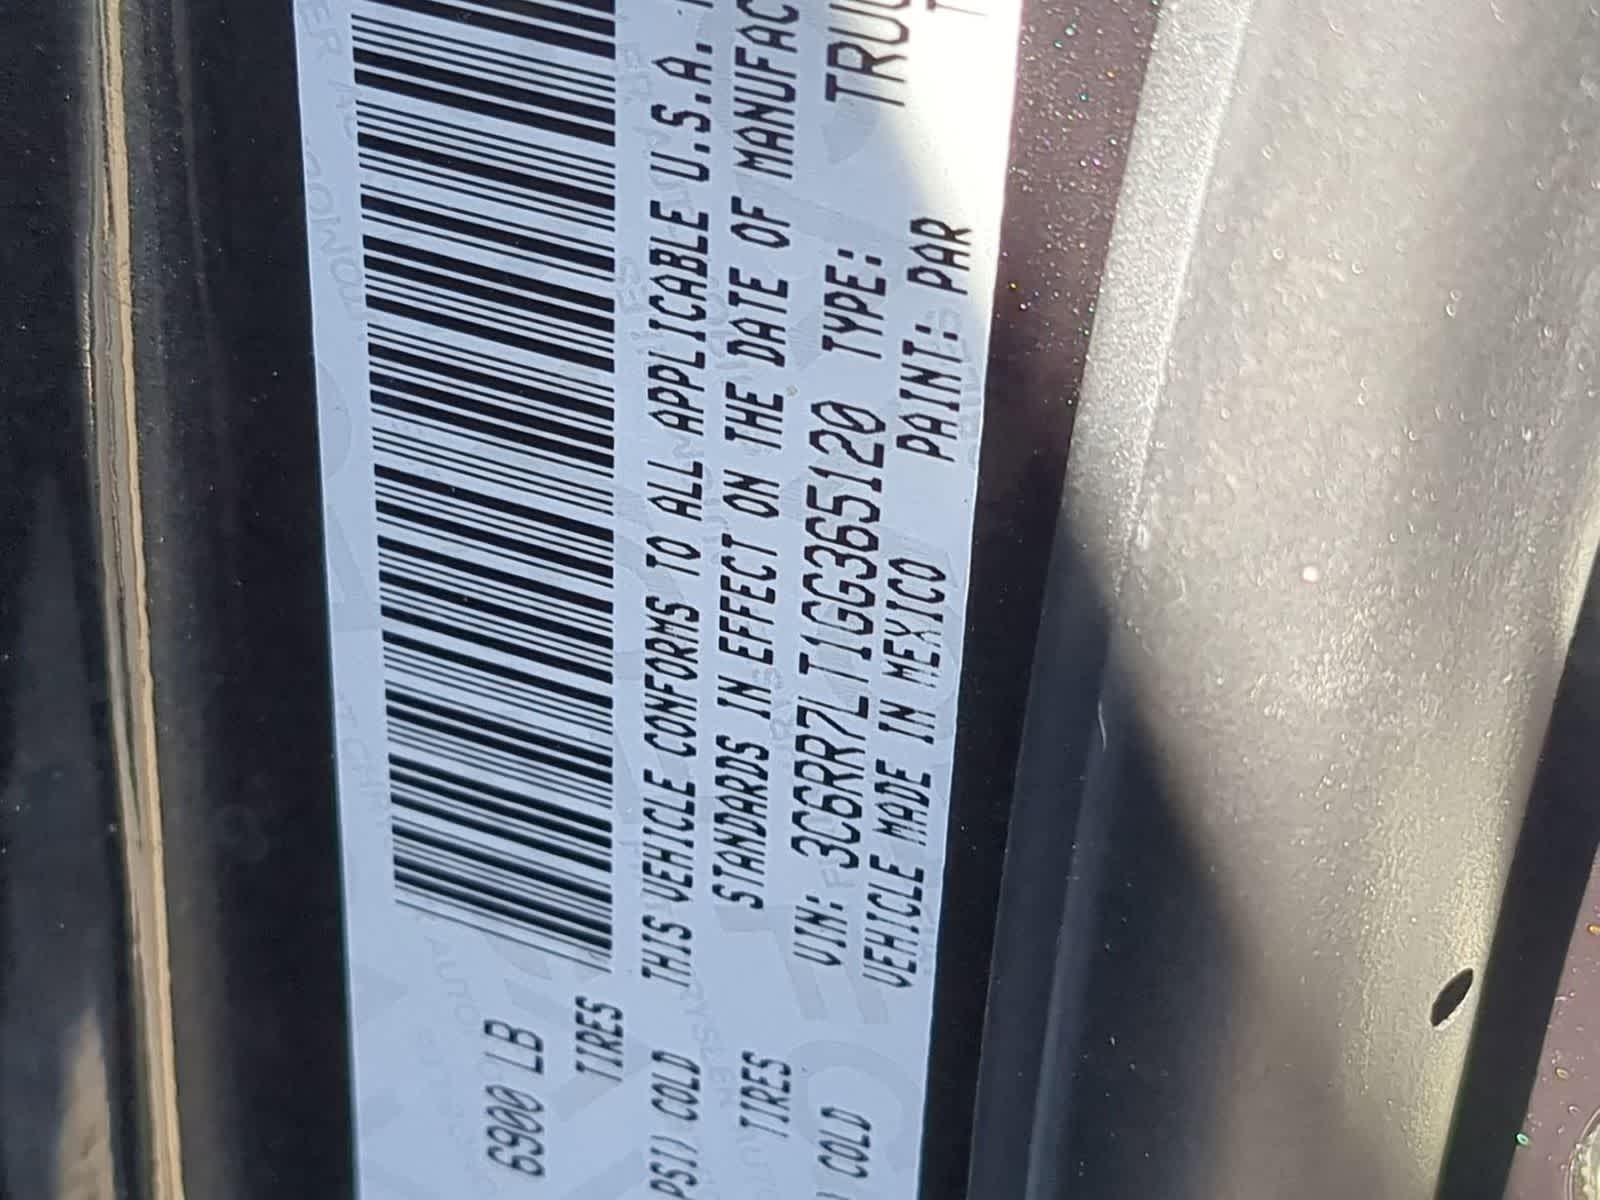 6900 LB
TIRES
PSI) COLD
THIS VEHICLE CONFORMS TO ALL APPLICABLE U.S.A.
STANDARDS IN EFFECT ON THE DATE OF MANUFAC
TIRES
VIN: 3C6RR7LT1GG365120 TYPE: TRUC
VEHICLE MADE IN MEXICO PAINT: PAR
COLD